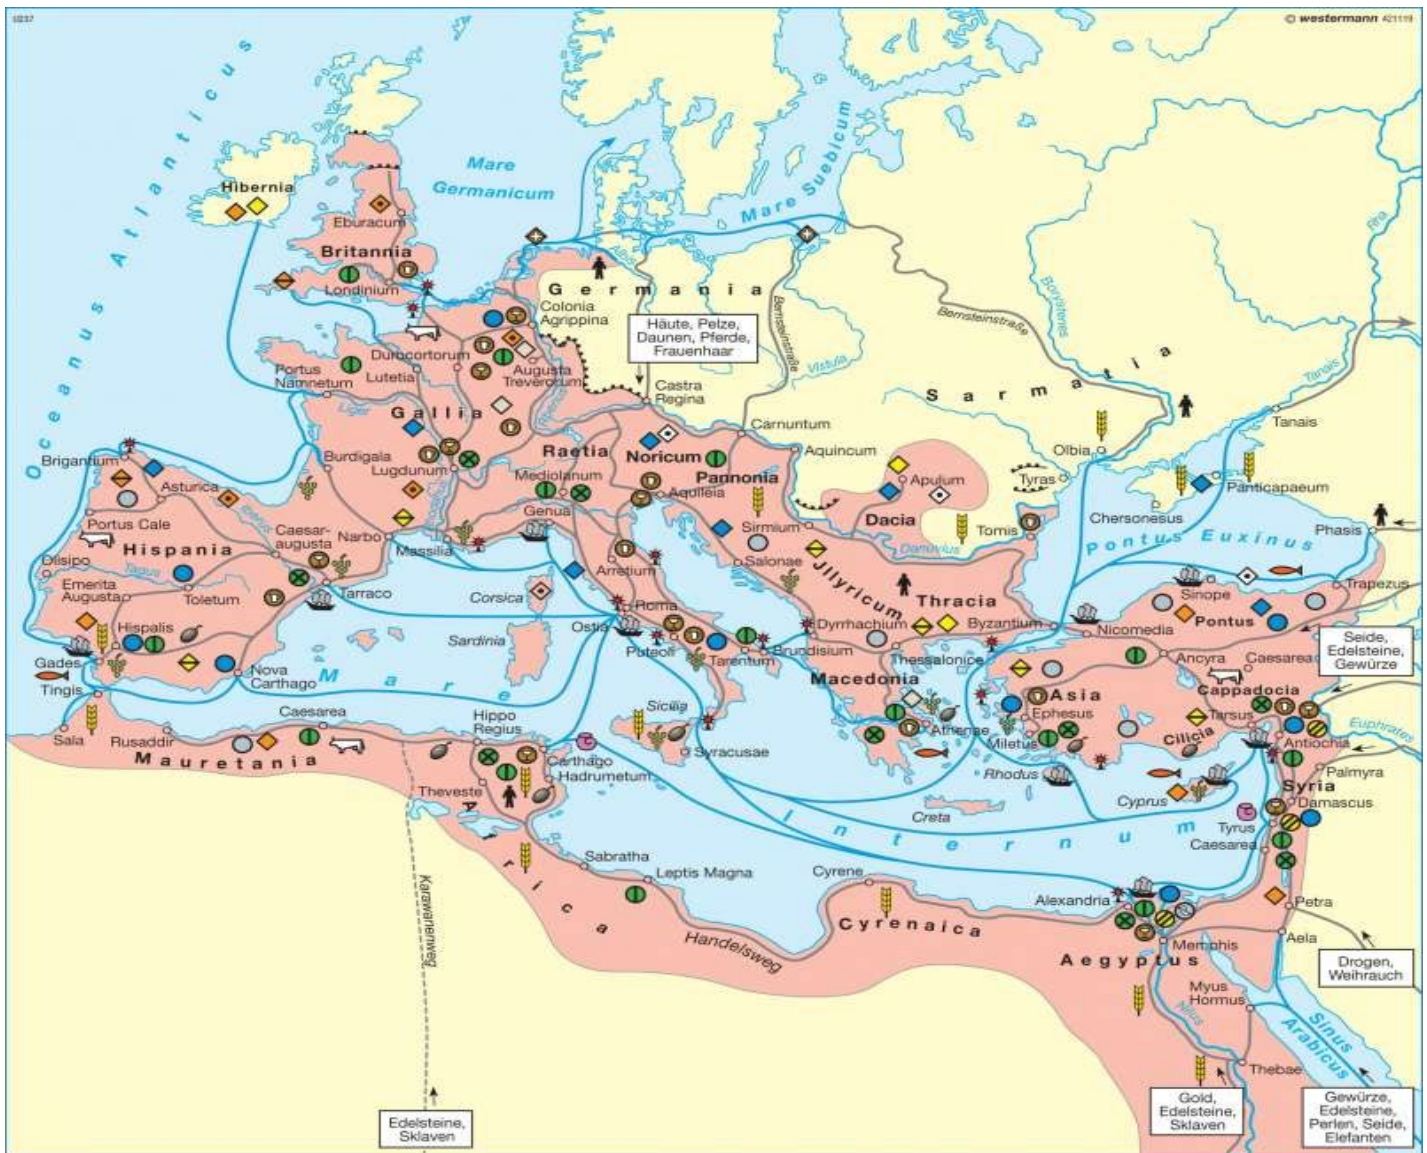 © westermann 421119
Oceanus Atlanticus
Mare
Germanicum
Mare Suebicum
Hibernia
Eburacum
Britannia
Londinium
Albis
Germania
Colonia
Agrippina
Häute, Pelze,
Daunen, Pferde,
Frauenhaar
Bernsteinstraße
Bernsteinstraße
Borystenes
Vistula
Sarmatia
Tanais
Tanais
Durocortorum
Lutetia
Augusta
Treverorum
Portus
Namnetum
Liger
Gallia
Castra
Regina
Carnuntum
Aquincum
Olbia
Tyras
Panticapaeum
Chersonesus
Phasis
Brigantium
Asturica
Burdigala
Lugdunum
Raetia
Noricum
Pannonia
Mediolanum
Genua
Aquileia
Apulum
Dacia
Sirmium
Danuvius
Tomis
Pontus Euxinus
Portus Cale
Hispania
Caesar-
augusta
Narbo
Massilia
Arretium
Salonae
Illyricum
Thracia
Olisipo
Tagus
Emerita
Augusta
Toletum
Tarraco
Corsica
Roma
Ostia
Sardinia
Dyrrhachium
Byzantium
Sinope
Trapezus
Pontus
Nicomedia
Seide,
Edelsteine,
Gewürze
Hispalis
Gades
Tingis
Nova
Carthago
Puteoli
Tarentum
Brundisium
Thessalonice
Macedonia
Ancyra
Caesarea
Cappadocia
Asia
Ephesus
Miletus
Tarsus
Cilicia
Antiochia
Euphrates
Mare
Internum
Sala
Rusaddir
Caesarea
Mauretania
Hippo
Regius
Carthago
Hadrumetum
Theveste
Sicilia
Syracusae
Athenae
Rhodus
Creta
Cyprus
Palmyra
Syria
Damascus
Tyrus
Caesarea
Africa
Sabratha
Leptis Magna
Cyrene
Cyrenaica
Handelsweg
Karawanenweg
Alexandria
Petra
Memphis
Aela
Aegyptus
Drogen,
Weihrauch
Myus
Hormus
Nilus
Sinus
Arabicus
Thebae
Edelsteine,
Sklaven
Gold,
Edelsteine,
Sklaven
Gewürze,
Edelsteine,
Perlen, Seide,
Elefanten